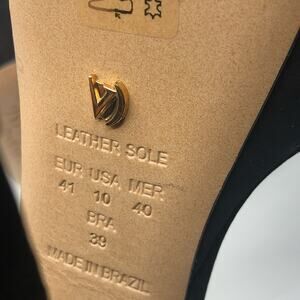 LEATHER SOLE
EUR USA MER
41 10 40
BRA
39
MADE IN BRAZIL